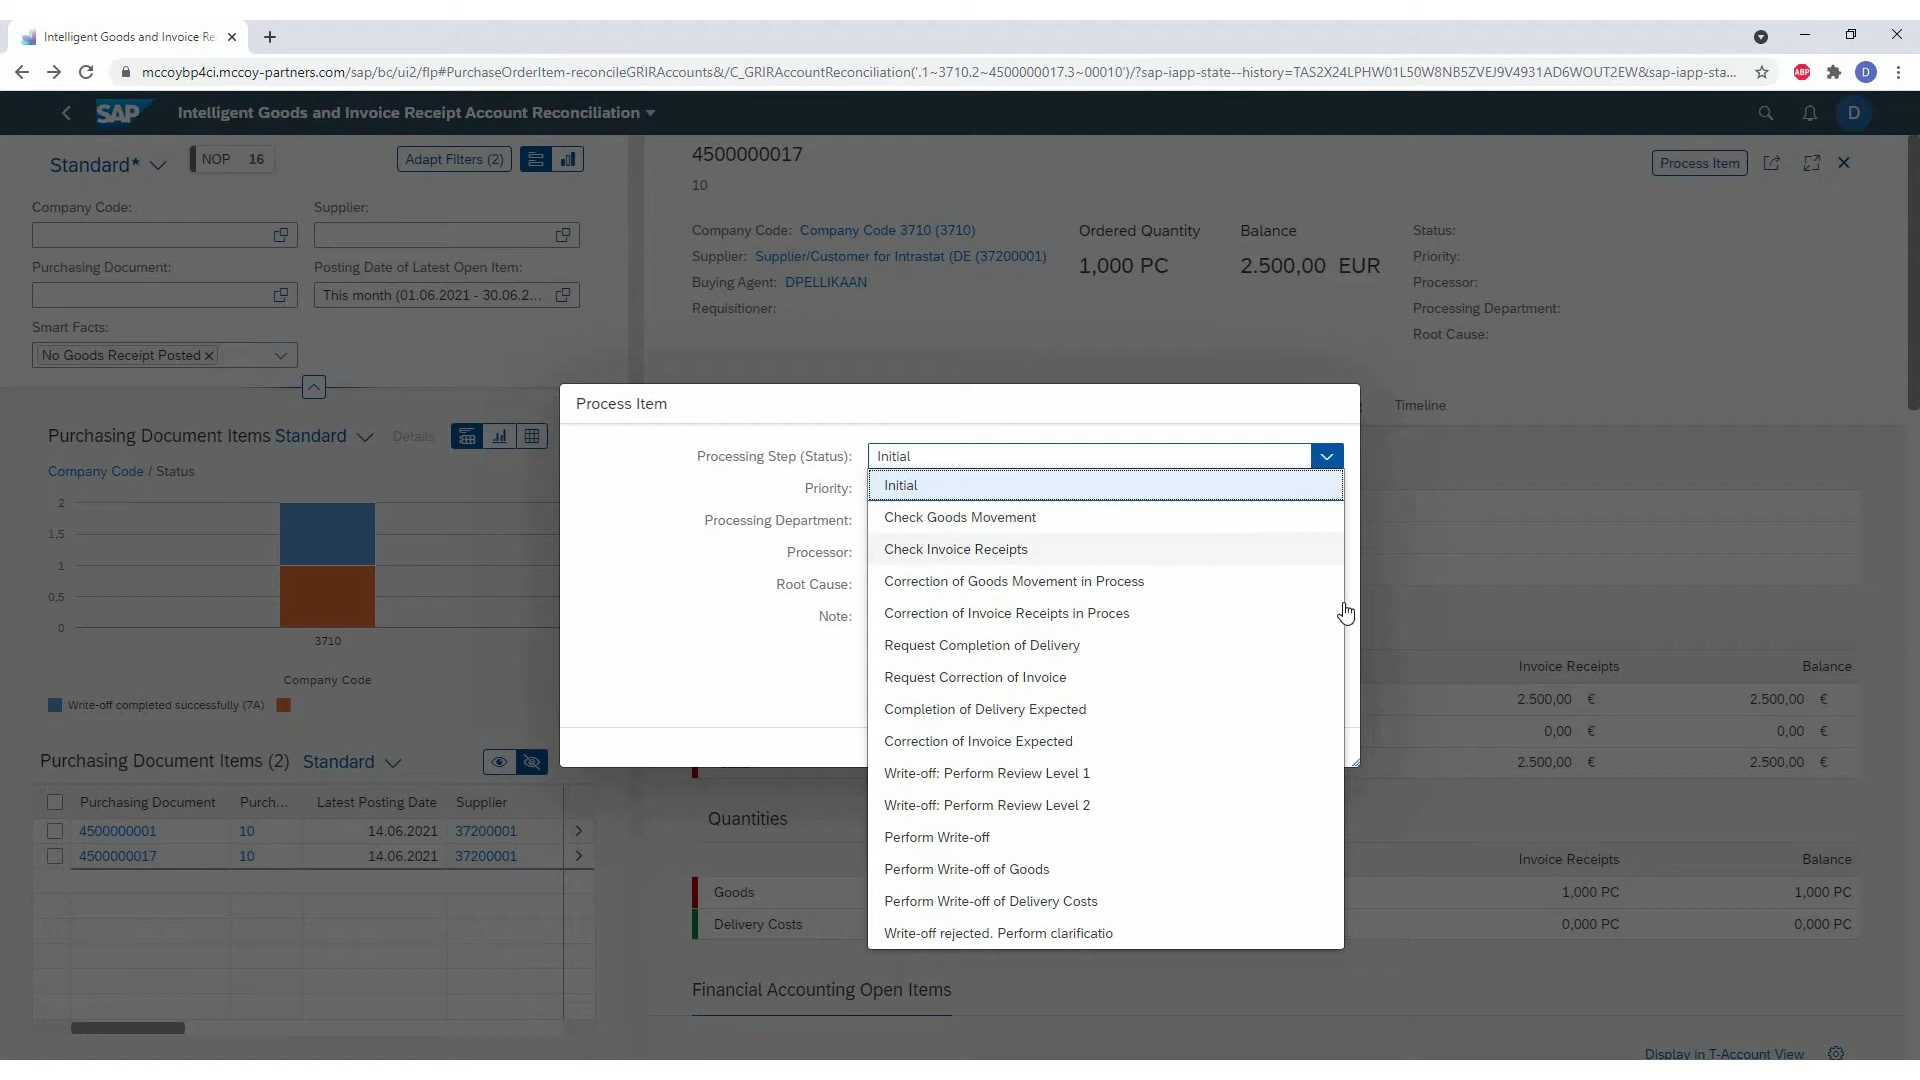 Intelligent Goods and Invoice Re
mccoybp4ci.mccoy-partners.com/sap/bc/ui2/flp#PurchaseOrderItem-reconcileGRIRAccounts&/C_GRIRAccountReconciliation('.1~3710.2~4500000017.3~00010')/?sap-iapp-state--history=TAS2X24LPHW01L50W8NB5ZVEJ9V4931AD6WOUT2EW&sap-iapp-sta...
ABP
D
SAP
Intelligent Goods and Invoice Receipt Account Reconciliation
D
Standard*
NOP 16
Adapt Filters (2)
Company Code:
Supplier:
Purchasing Document:
Posting Date of Latest Open Item:
This month (01.06.2021 - 30.06.2...
Smart Facts:
No Goods Receipt Posted
4500000017
10
Process Item
Company Code: Company Code 3710 (3710)
Supplier: Supplier/Customer for Intrastat (DE (37200001)
Buying Agent: DPELLIKAAN
Requisitioner:
Ordered Quantity
1,000 PC
Balance
2.500,00 EUR
Status:
Priority:
Processor:
Processing Department:
Root Cause:
Timeline
Purchasing Document Items Standard
Details
Company Code / Status
2
1,5
1
0,5
0
3710
Company Code
Write-off completed successfully (7A)
Purchasing Document Items (2) Standard
Purchasing Document Purch... Latest Posting Date Supplier
4500000001 10 14.06.2021 37200001
4500000017 10 14.06.2021 37200001
Process Item
Processing Step (Status): Initial
Priority:
Processing Department:
Processor:
Root Cause:
Note:
Initial
Check Goods Movement
Check Invoice Receipts
Correction of Goods Movement in Process
Correction of Invoice Receipts in Proces
Request Completion of Delivery
Request Correction of Invoice
Completion of Delivery Expected
Correction of Invoice Expected
Write-off: Perform Review Level 1
Write-off: Perform Review Level 2
Perform Write-off
Perform Write-off of Goods
Perform Write-off of Delivery Costs
Write-off rejected. Perform clarificatio
Invoice Receipts Balance
2.500,00 € 2.500,00 €
0,00 € 0,00 €
2.500,00 € 2.500,00 €
Quantities
Invoice Receipts Balance
Goods 1,000 PC 1,000 PC
Delivery Costs 0,000 PC 0,000 PC
Financial Accounting Open Items
Display in T-Account View